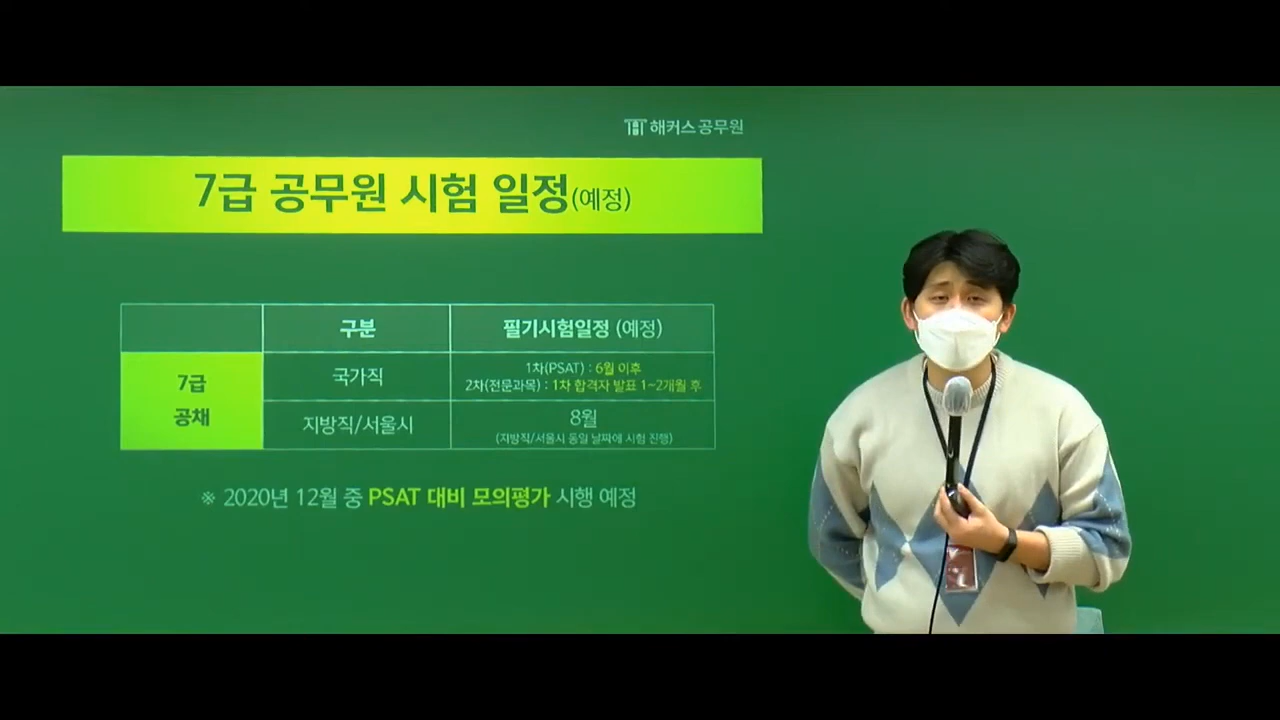 해커스공무원
7급 공무원 시험 일정(예정)
구분
필기시험일정 (예정)
7급
공채
국가직
1차(PSAT) : 6월 이후
2차(전문과목) : 1차 합격자 발표 1~2개월 후
지방직/서울시
8월
(지방직/서울시 동일 날짜에 시험 진행)
※ 2020년 12월 중 PSAT 대비 모의평가 시행 예정